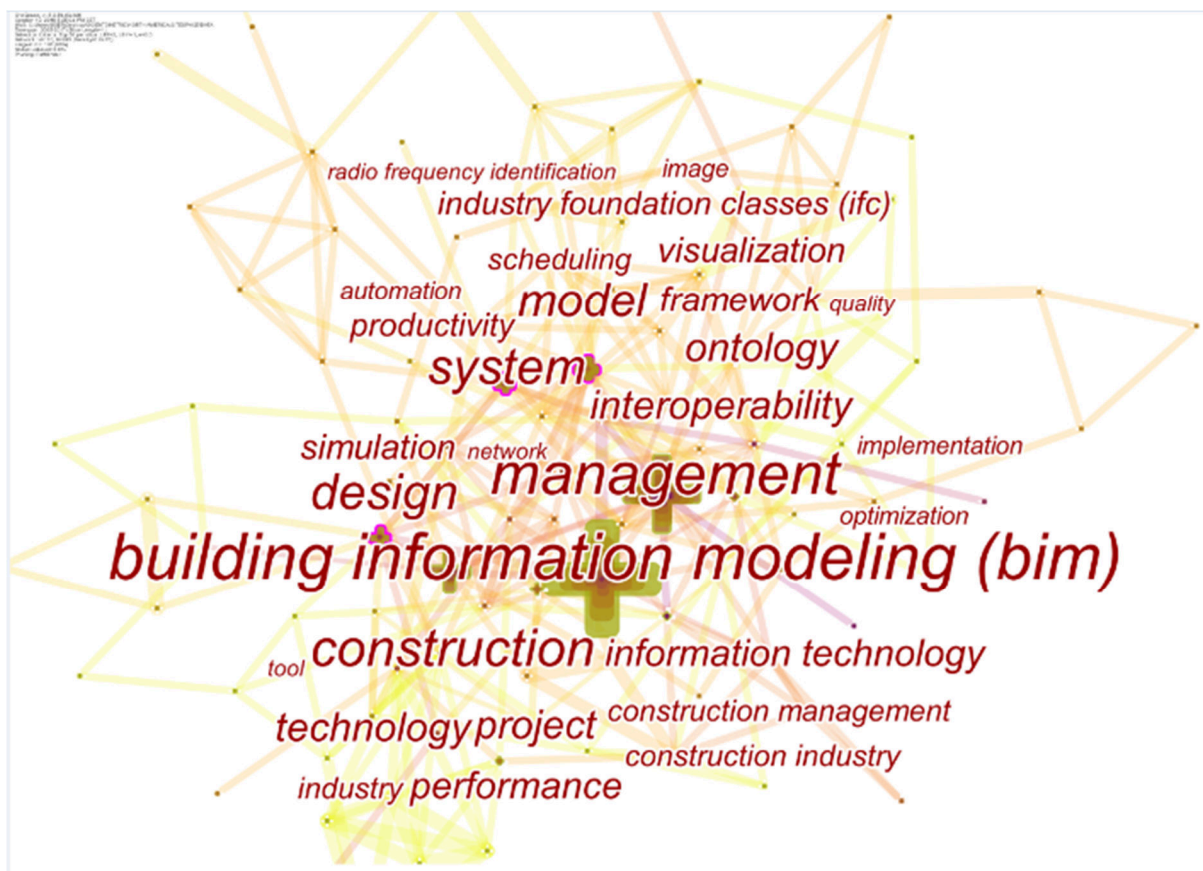 radio frequency identification image
industry foundation classes (ifc)
scheduling visualization
automation model framework quality
productivity
system ontology
interoperability
simulation network implementation
design management
optimization
building information modeling (bim)
construction information technology
tool
technology project construction management
construction industry
industry performance